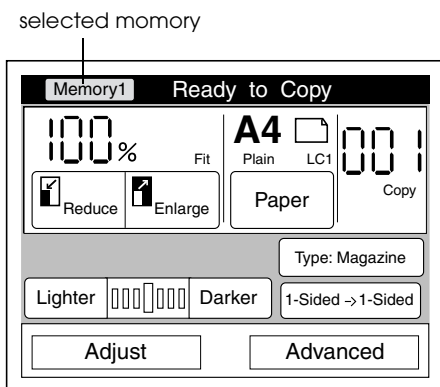 selected momory
Memory1 Ready to Copy
100% Fit
A4
Plain LC1
001
Copy
Reduce Enlarge
Paper
Type: Magazine
Lighter Darker
1-Sided → 1-Sided
Adjust Advanced